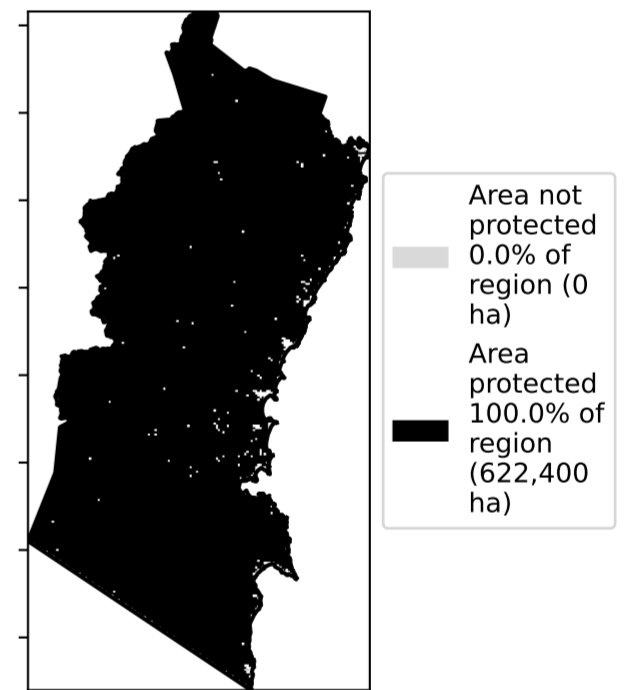 Area not
protected
0.0% of
region (0
ha)
Area
protected
100.0% of
region
(622,400
ha)